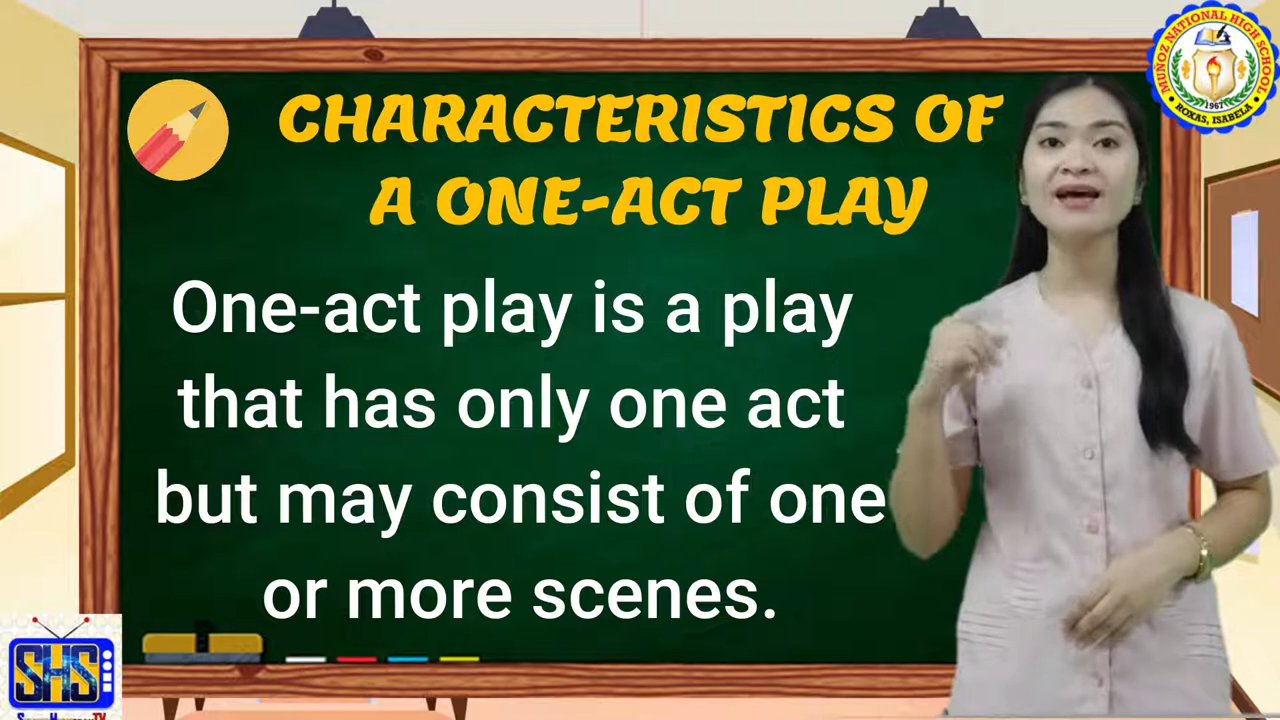 CHARACTERISTICS OF
A ONE-ACT PLAY
One-act play is a play
that has only one act
but may consist of one
or more scenes.
MUÑOZ NATIONAL HIGH SCHOOL
1967
ROXAS, ISABELA
SHS